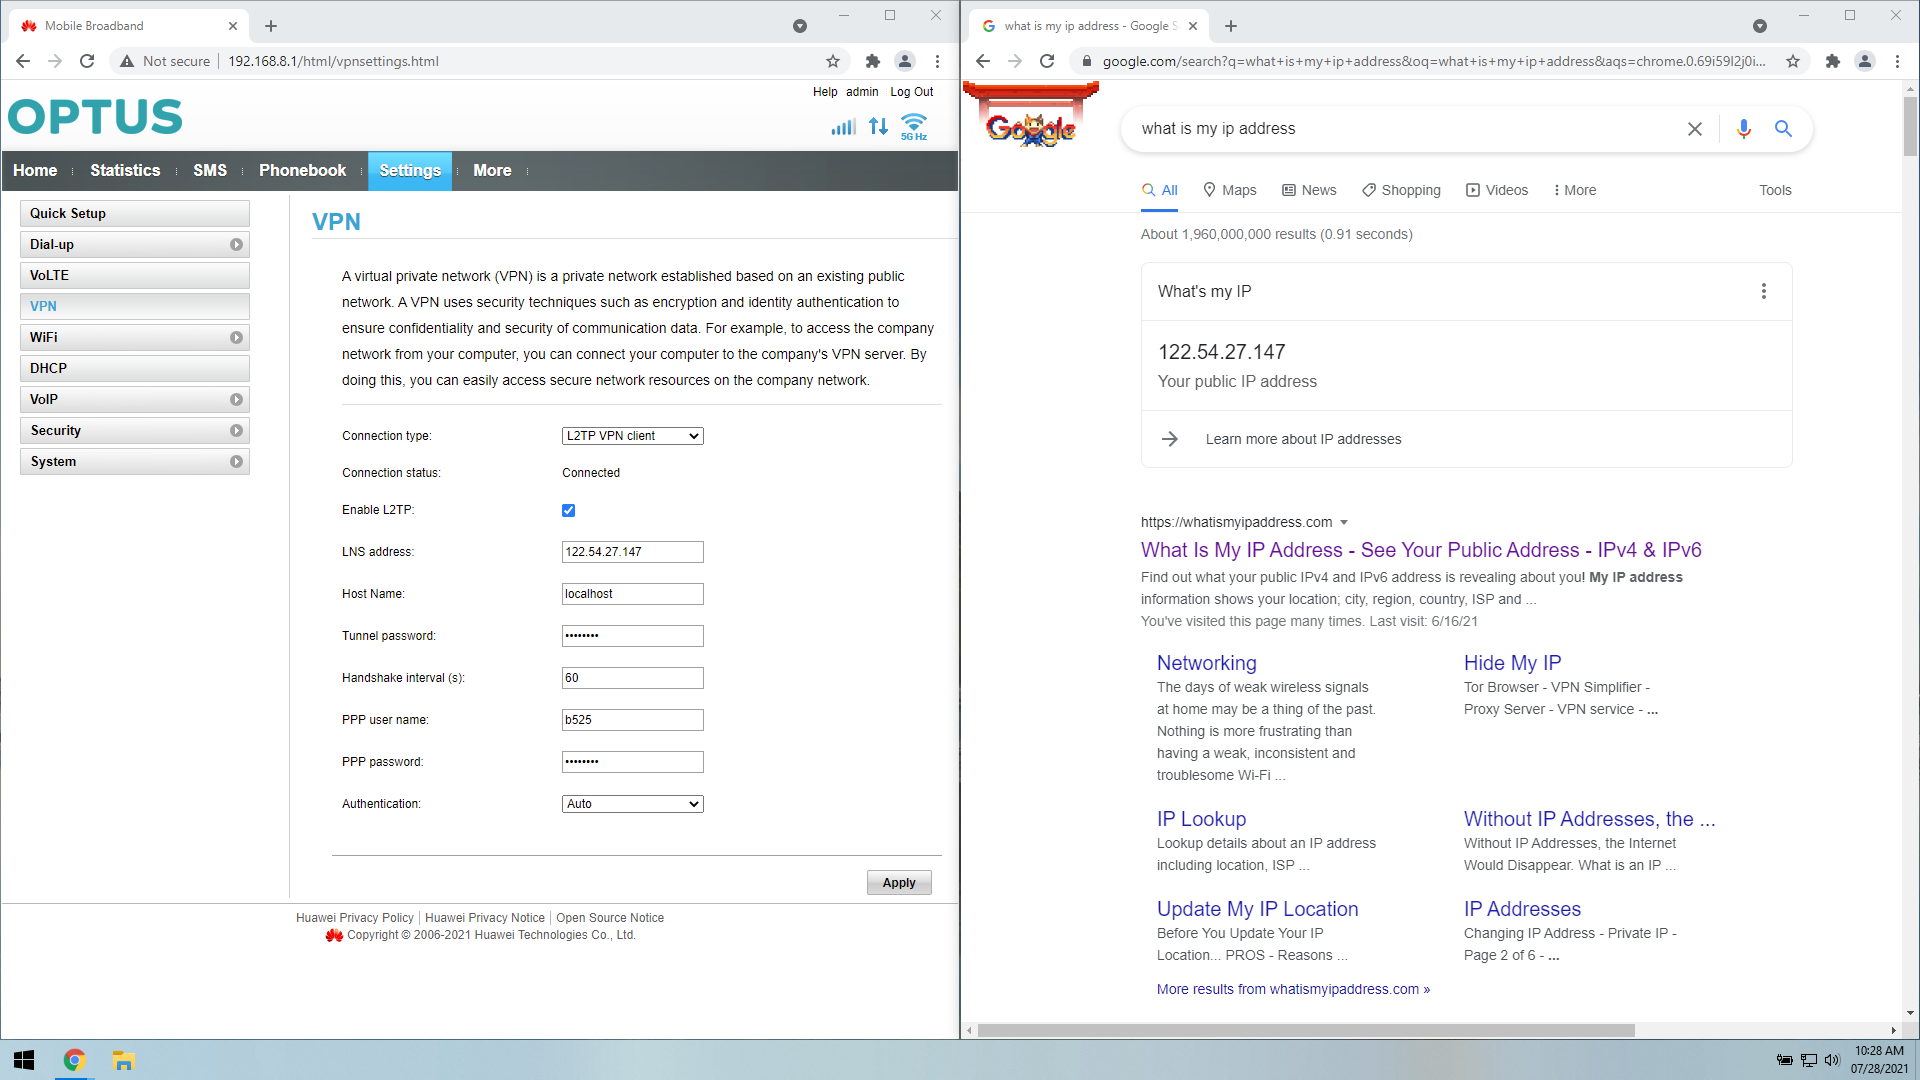 Mobile Broadband
Not secure
192.168.8.1/html/vpnsettings.html
Help admin Log Out
OPTUS
5G Hz
Home
Statistics
SMS
Phonebook
Settings
More
Quick Setup
Dial-up
VoLTE
VPN
WiFi
DHCP
VoIP
Security
System
VPN
A virtual private network (VPN) is a private network established based on an existing public
network. A VPN uses security techniques such as encryption and identity authentication to
ensure confidentiality and security of communication data. For example, to access the company
network from your computer, you can connect your computer to the company's VPN server. By
doing this, you can easily access secure network resources on the company network.
Connection type: L2TP VPN client
Connection status: Connected
Enable L2TP:
LNS address: 122.54.27.147
Host Name: localhost
Tunnel password: ••••••••
Handshake interval (s): 60
PPP user name: b525
PPP password: ••••••••
Authentication: Auto
Apply
Huawei Privacy Policy | Huawei Privacy Notice | Open Source Notice
Copyright © 2006-2021 Huawei Technologies Co., Ltd.
what is my ip address - Google S
google.com/search?q=what+is+my+ip+address&oq=what+is+my+ip+address&aqs=chrome.0.69i59l2j0i...
Google
what is my ip address
All
Maps
News
Shopping
Videos
More
Tools
About 1,960,000,000 results (0.91 seconds)
What's my IP
122.54.27.147
Your public IP address
Learn more about IP addresses
https://whatismyipaddress.com
What Is My IP Address - See Your Public Address - IPv4 & IPv6
Find out what your public IPv4 and IPv6 address is revealing about you! My IP address
information shows your location; city, region, country, ISP and ...
You've visited this page many times. Last visit: 6/16/21
Networking
The days of weak wireless signals
at home may be a thing of the past.
Nothing is more frustrating than
having a weak, inconsistent and
troublesome Wi-Fi ...
Hide My IP
Tor Browser - VPN Simplifier -
Proxy Server - VPN service - ...
IP Lookup
Lookup details about an IP address
including location, ISP ...
Without IP Addresses, the ...
Without IP Addresses, the Internet
Would Disappear. What is an IP ...
Update My IP Location
Before You Update Your IP
Location... PROS - Reasons ...
IP Addresses
Changing IP Address - Private IP -
Page 2 of 6 - ...
More results from whatismyipaddress.com »
10:28 AM
07/28/2021